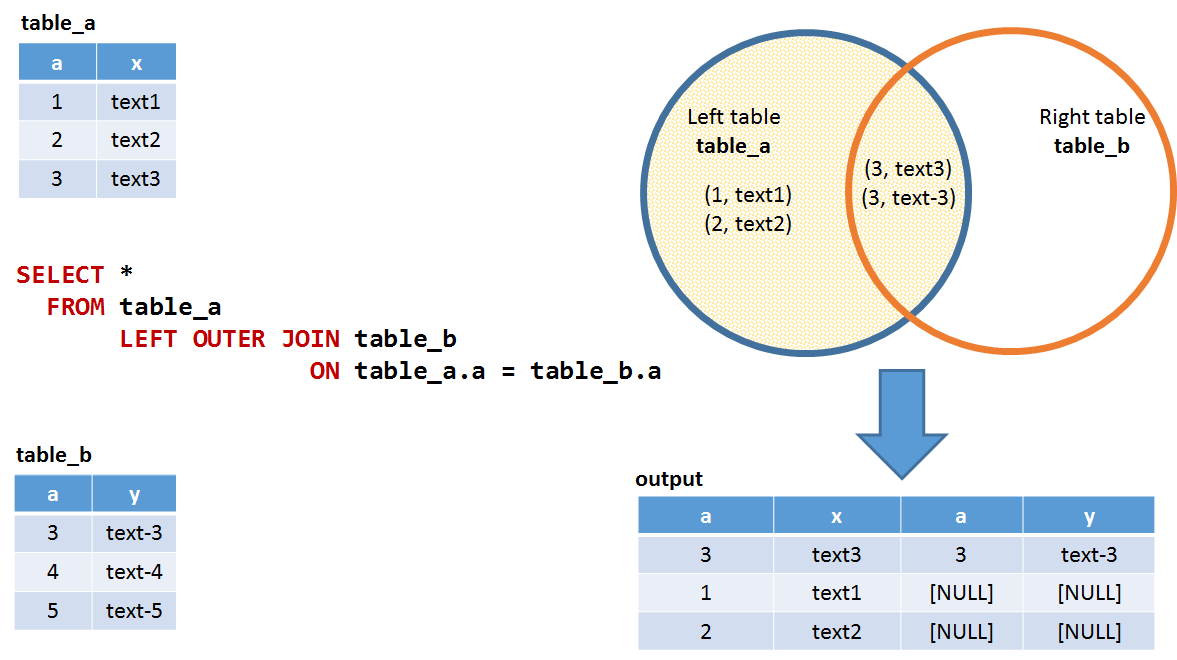 table_a
a x
1 text1
2 text2
3 text3
SELECT *
FROM table_a
LEFT OUTER JOIN table_b
ON table_a.a = table_b.a
table_b
a y
3 text-3
4 text-4
5 text-5
Left table
table_a
(1, text1)
(2, text2)
(3, text3)
(3, text-3)
Right table
table_b
output
a x a y
3 text3 3 text-3
1 text1 [NULL] [NULL]
2 text2 [NULL] [NULL]